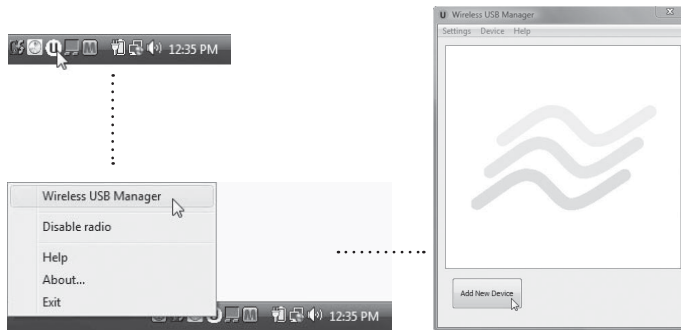 12:35 PM
Wireless USB Manager
Disable radio
Help
About...
Exit
12:35 PM
U Wireless USB Manager
Settings Device Help
Add New Device